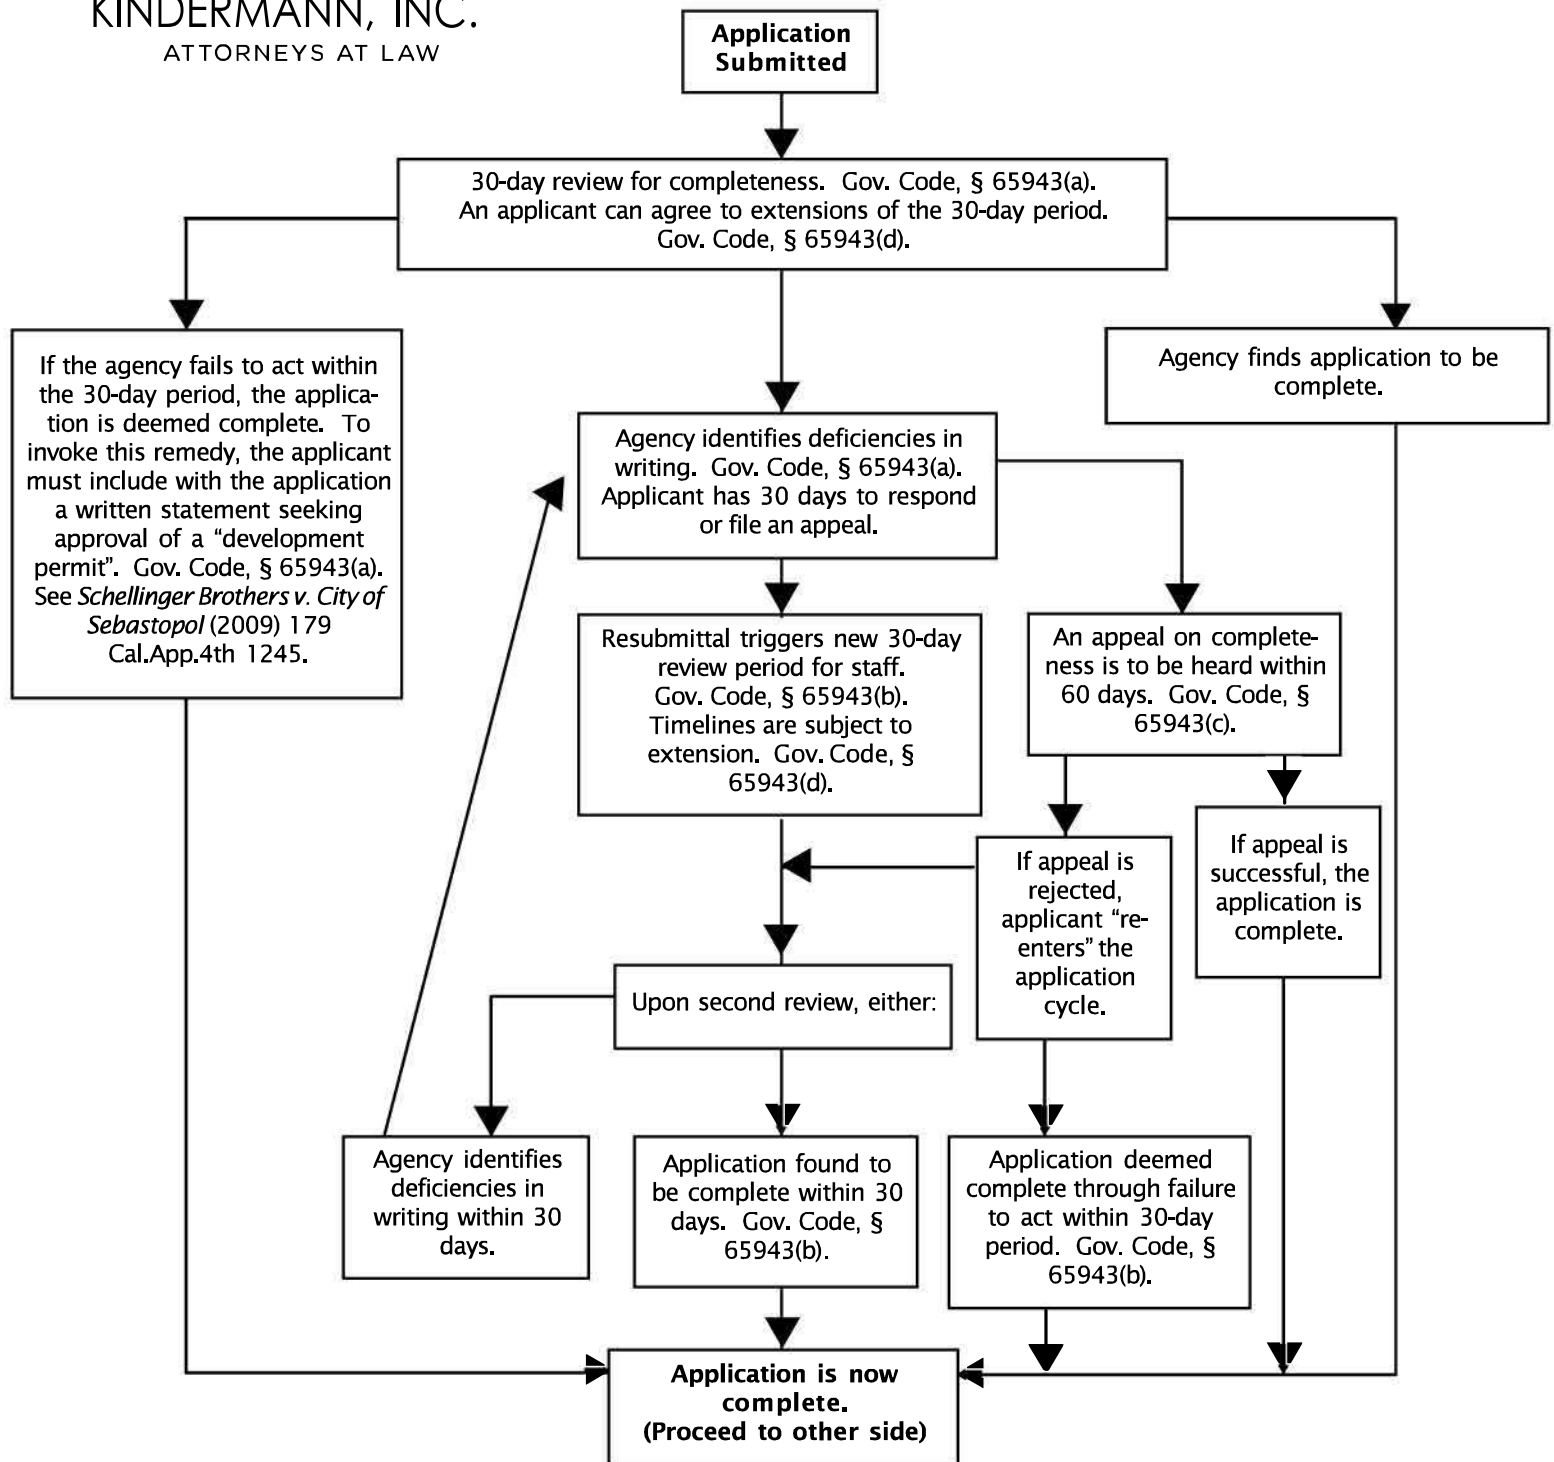 KINDERMANN, INC.
ATTORNEYS AT LAW
Application
Submitted
30-day review for completeness. Gov. Code, § 65943(a).
An applicant can agree to extensions of the 30-day period.
Gov. Code, § 65943(d).
If the agency fails to act within
the 30-day period, the applica-
tion is deemed complete. To
invoke this remedy, the applicant
must include with the application
a written statement seeking
approval of a “development
permit”. Gov. Code, § 65943(a).
See Schellinger Brothers v. City of
Sebastopol (2009) 179
Cal.App.4th 1245.
Agency identifies deficiencies in
writing. Gov. Code, § 65943(a).
Applicant has 30 days to respond
or file an appeal.
Agency finds application to be
complete.
Resubmittal triggers new 30-day
review period for staff.
Gov. Code, § 65943(b).
Timelines are subject to
extension. Gov. Code, §
65943(d).
An appeal on complete-
ness is to be heard within
60 days. Gov. Code, §
65943(c).
If appeal is
rejected,
applicant “re-
enters” the
application
cycle.
If appeal is
successful, the
application is
complete.
Upon second review, either:
Agency identifies
deficiencies in
writing within 30
days.
Application found to
be complete within 30
days. Gov. Code, §
65943(b).
Application deemed
complete through failure
to act within 30-day
period. Gov. Code, §
65943(b).
Application is now
complete.
(Proceed to other side)